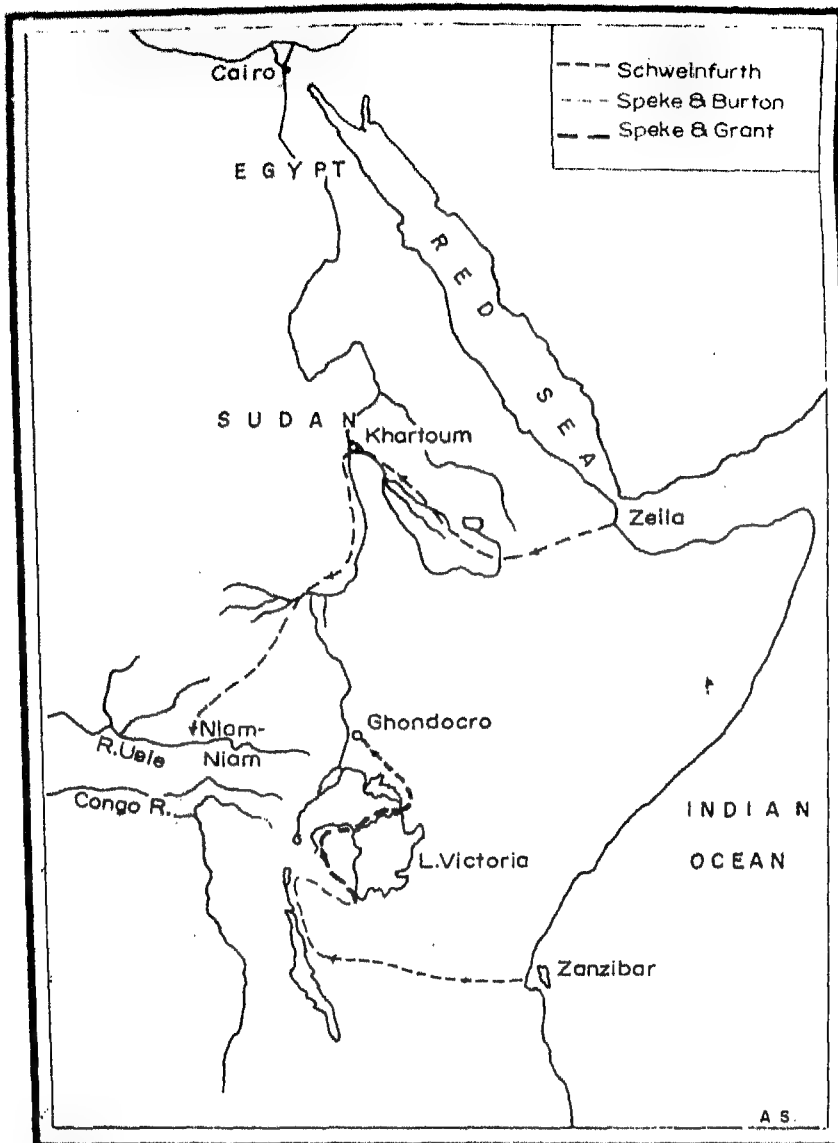 Cairo
Schweinfurth
Speke & Burton
Speke & Grant
EGYPT
RED SEA
SUDAN
Khartoum
Zeila
Ghondocro
Niam-
Niam
R.Uele
Congo R.
L.Victoria
INDIAN
OCEAN
Zanzibar
A S.